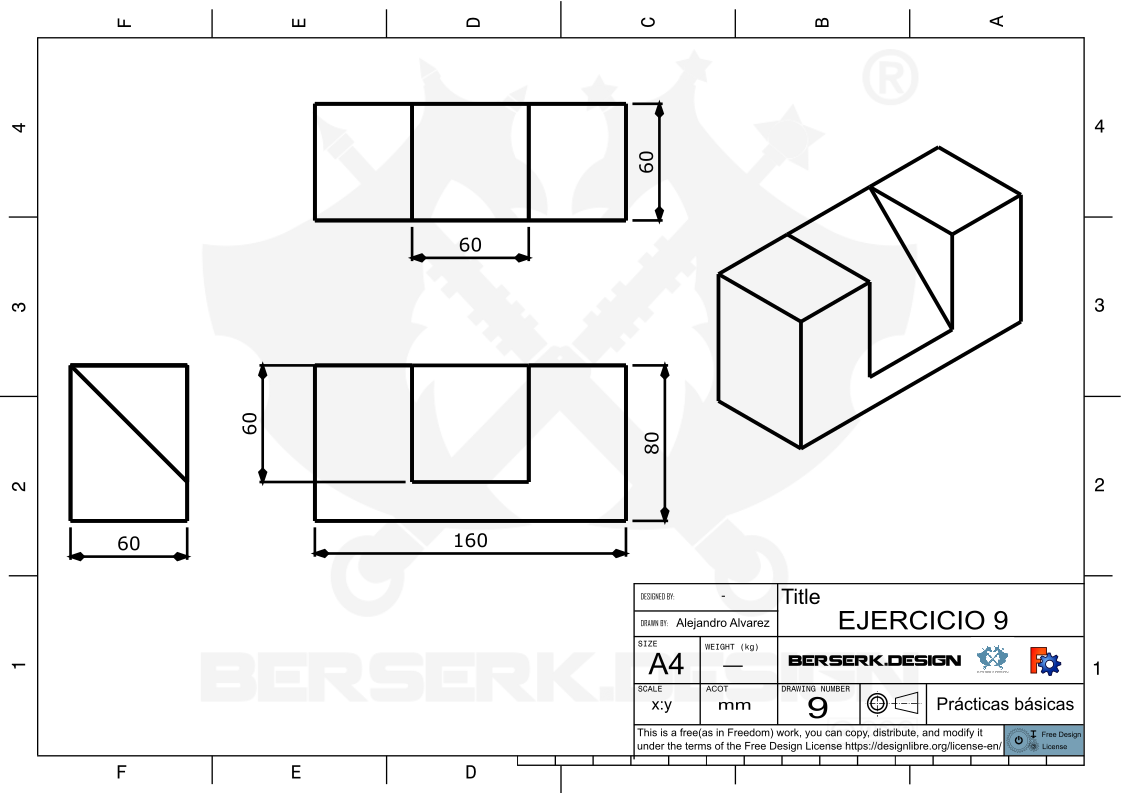 F E D C B A
®
4 4
60
60
3 3
60
80
2 2
60
160
DESIGNED BY: -
Title
EJERCICIO 9
DRAWN BY: Alejandro Alvarez
SIZE
A4
WEIGHT (kg)
—
BERSERK.DESIGN
1 1
BERSERK.DESIGN
SCALE
x:y
ACOT
mm
DRAWING NUMBER
9
Prácticas básicas
This is a free(as in Freedom) work, you can copy, distribute, and modify it
under the terms of the Free Design License https://designlibre.org/license-en/
Free Design
License
F E D